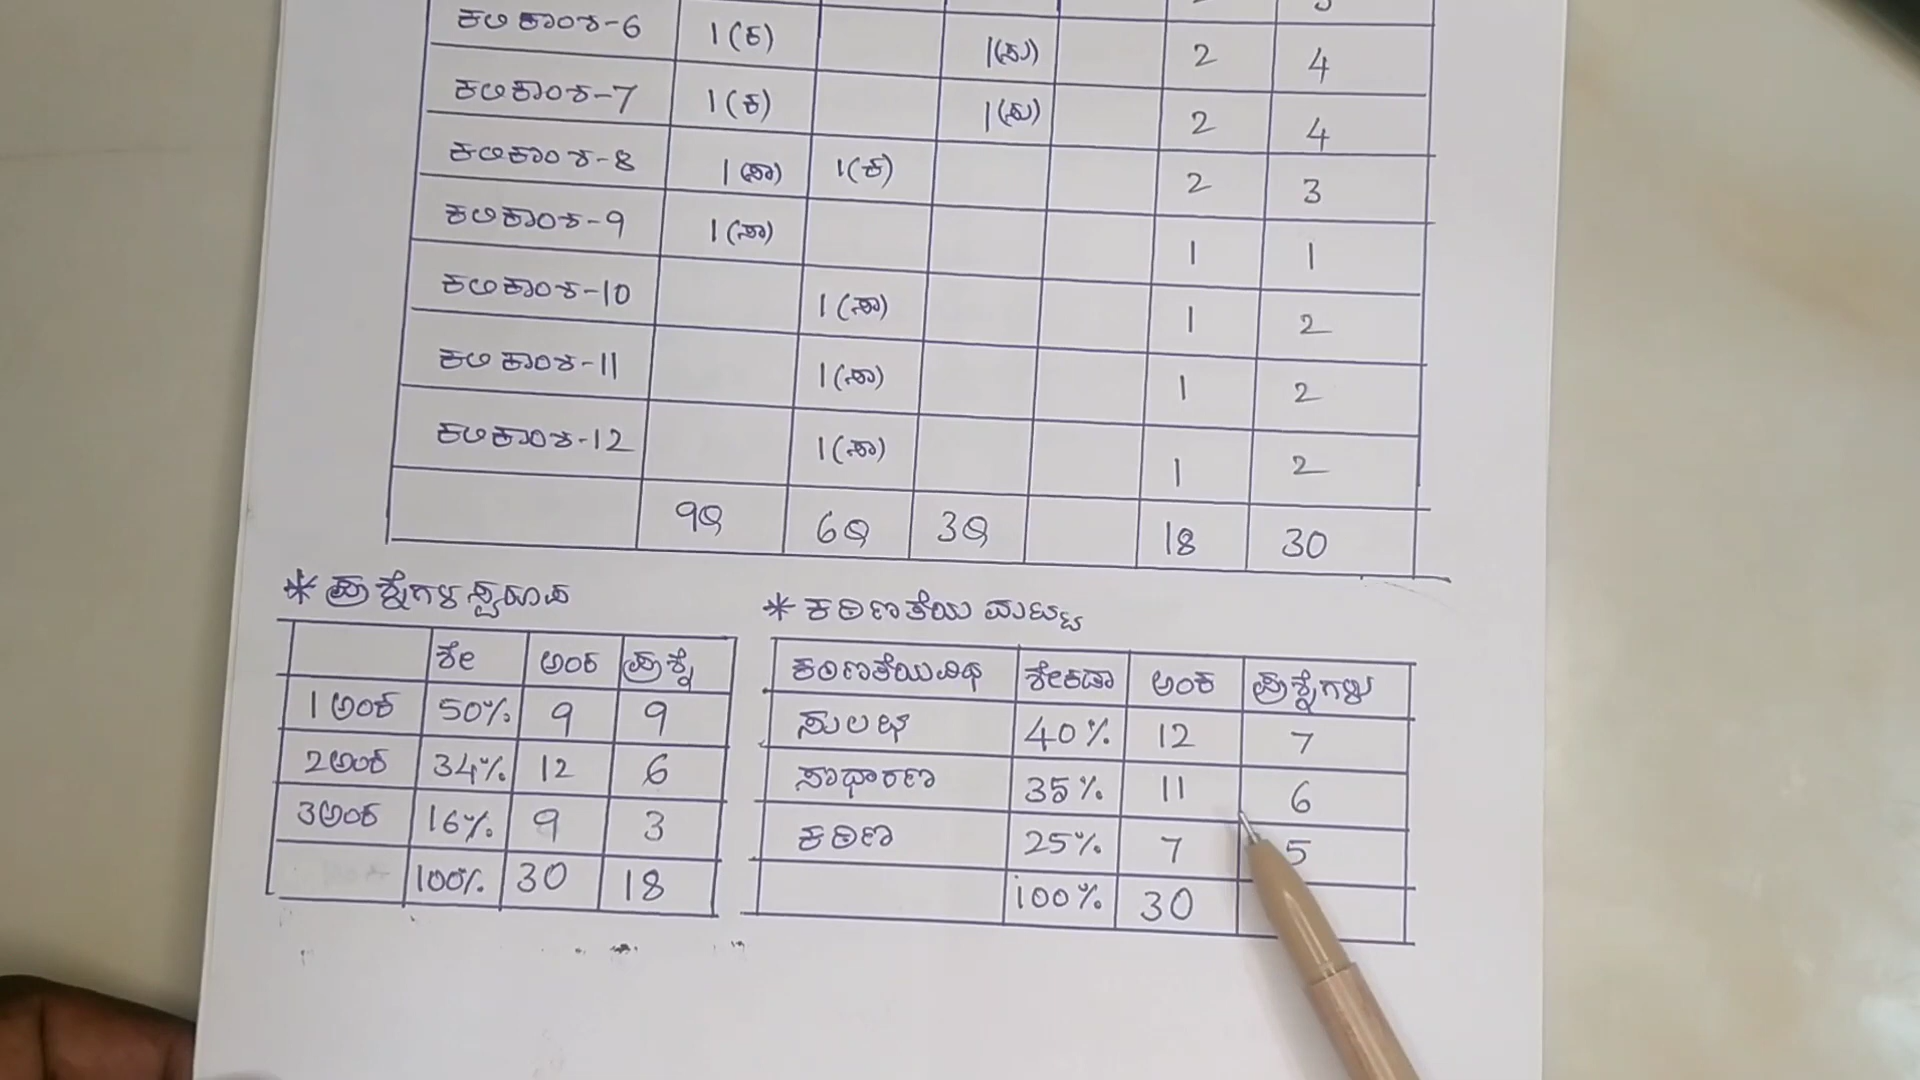 ಕಲಿಕಾಂಶ-6 1(ಕ) 1(ಸು) 2 4
ಕಲಿಕಾಂಶ-7 1(ಕ) 1(ಸು) 2 4
ಕಲಿಕಾಂಶ-8 1(ಸಾ) 1(ಕ) 2 3
ಕಲಿಕಾಂಶ-9 1(ಸಾ) 1 1
ಕಲಿಕಾಂಶ-10 1(ಸಾ) 1 2
ಕಲಿಕಾಂಶ-11 1(ಸಾ) 1 2
ಕಲಿಕಾಂಶ-12 1(ಸಾ) 1 2
9Q 6Q 3Q 18 30
* ಪ್ರಶ್ನೆಗಳ ಸ್ವರೂಪ
ಶೇ ಅಂಕ ಪ್ರಶ್ನೆ
1 ಅಂಕ 50% 9 9
2 ಅಂಕ 34% 12 6
3 ಅಂಕ 16% 9 3
100% 30 18
* ಕಠಿಣತೆಯ ಮಟ್ಟ
ಕಠಿಣತೆಯ ವಿಧ ಶೇಕಡಾ ಅಂಕ ಪ್ರಶ್ನೆಗಳು
ಸುಲಭ 40% 12 7
ಸಾಧಾರಣ 35% 11 6
ಕಠಿಣ 25% 7 5
100% 30